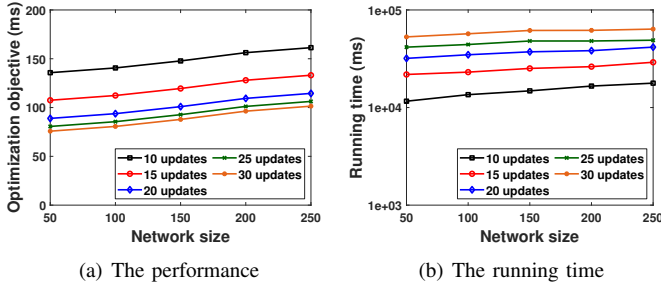 200
150
100
50
0
Optimization objective (ms)
10 updates
15 updates
20 updates
25 updates
30 updates
50 100 150 200 250
Network size
(a) The performance
1e+05
1e+04
1e+03
Running time (ms)
10 updates
15 updates
20 updates
25 updates
30 updates
50 100 150 200 250
Network size
(b) The running time